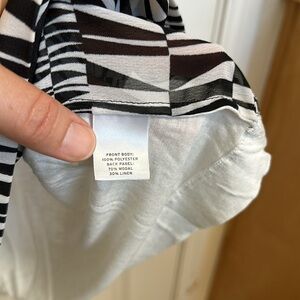 FRONT BODY:
100% POLYESTER
BACK PANEL:
70% MODAL
30% LINEN